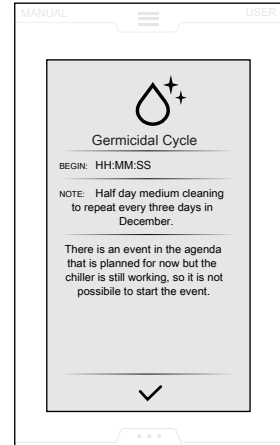 MANUAL USER
Germicidal Cycle
BEGIN: HH:MM:SS
NOTE: Half day medium cleaning
to repeat every three days in
December.
There is an event in the agenda
that is planned for now but the
chiller is still working, so it is not
possibile to start the event.